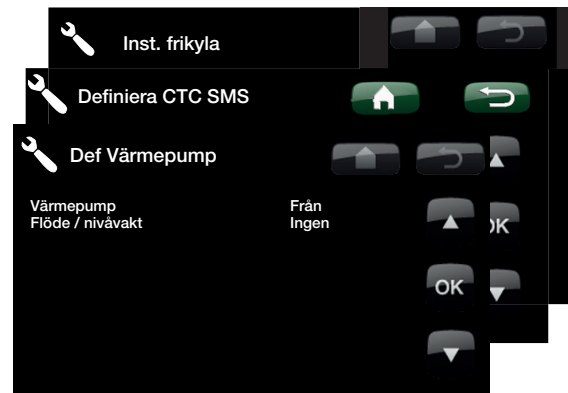 Inst. frikyla
Definiera CTC SMS
Def Värmepump
Värmepump Från
Flöde / nivåvakt Ingen
OK
OK